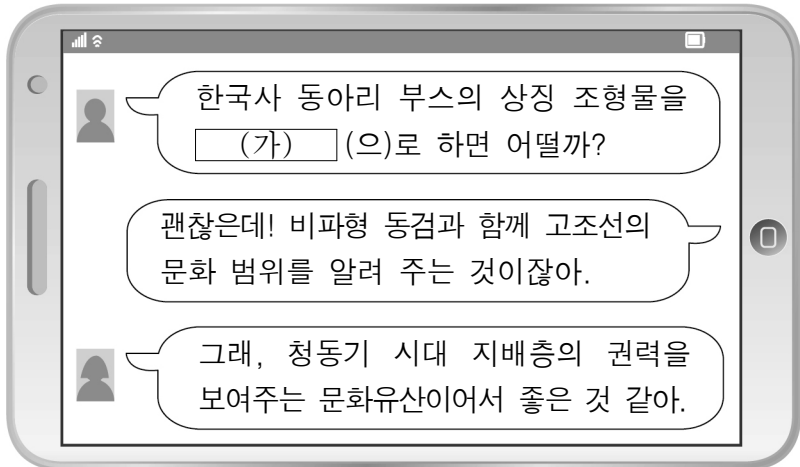 한국사 동아리 부스의 상징 조형물을
(가) (으)로 하면 어떨까?
괜찮은데! 비파형 동검과 함께 고조선의
문화 범위를 알려 주는 것이잖아.
그래, 청동기 시대 지배층의 권력을
보여주는 문화유산이어서 좋은 것 같아.